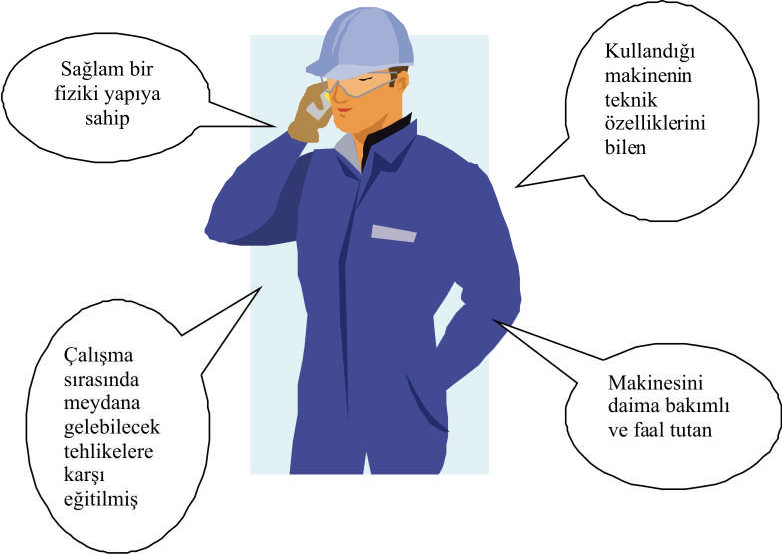 Sağlam bir
fiziki yapıya
sahip
Kullandığı
makinenin
teknik
özelliklerini
bilen
Çalışma
sırasında
meydana
gelebilecek
tehlikelere
karşı
eğitilmiş
Makinesini
daima bakımlı
ve faal tutan